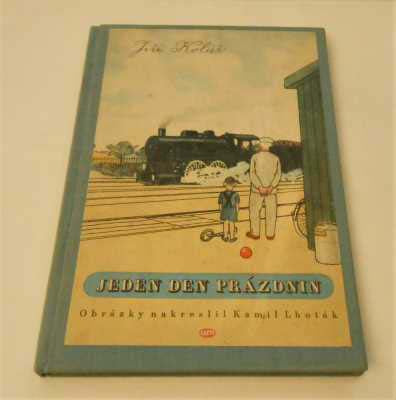 Jiří Kolář
JEDEN DEN PRÁZDNIN
Obrázky nakreslil Kamil Lhoták